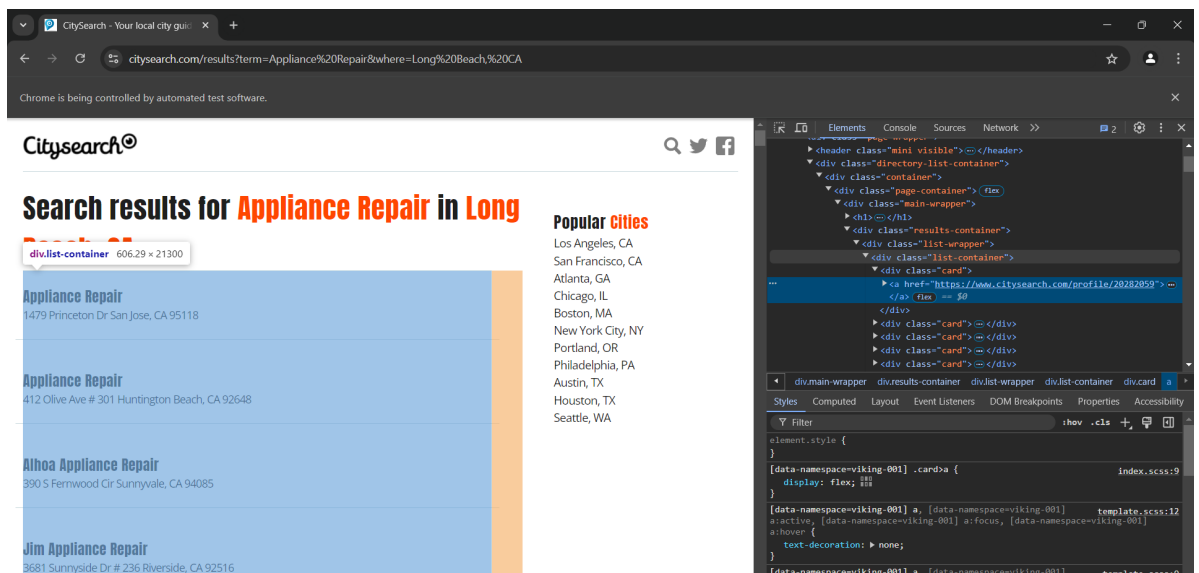 CitySearch - Your local city guid
citysearch.com/results?term=Appliance%20Repair&where=Long%20Beach,%20CA
Chrome is being controlled by automated test software.
Citysearch
Search results for Appliance Repair in Long
div.list-container 606.29 × 21300
Appliance Repair
1479 Princeton Dr San Jose, CA 95118
Appliance Repair
412 Olive Ave # 301 Huntington Beach, CA 92648
Alhoa Appliance Repair
390 S Fernwood Cir Sunnyvale, CA 94085
Jim Appliance Repair
3681 Sunnyside Dr # 236 Riverside, CA 92516
Popular Cities
Los Angeles, CA
San Francisco, CA
Atlanta, GA
Chicago, IL
Boston, MA
New York City, NY
Portland, OR
Philadelphia, PA
Austin, TX
Houston, TX
Seattle, WA
Elements Console Sources Network 2
<header class="mini visible"> </header>
<div class="directory-list-container">
<div class="container">
<div class="page-container"> flex
<div class="main-wrapper">
<h1> </h1>
<div class="results-container">
<div class="list-wrapper">
<div class="list-container">
<div class="card">
<a href="https://www.citysearch.com/profile/20282059">
</a> flex == $0
</div>
<div class="card"> </div>
<div class="card"> </div>
<div class="card"> </div>
<div class="card"> </div>
div.main-wrapper div.results-container div.list-wrapper div.list-container div.card a
Styles Computed Layout Event Listeners DOM Breakpoints Properties Accessibility
Filter :hov .cls
element.style {
}
[data-namespace=viking-001] .card>a { index.scss:9
display: flex;
}
[data-namespace=viking-001] a, [data-namespace=viking-001] template.scss:12
a:active, [data-namespace=viking-001] a:focus, [data-namespace=viking-001]
a:hover {
text-decoration: none;
}